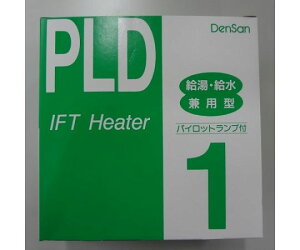 DenSan
PLD
IFT Heater
給湯・給水
兼用型
パイロットランプ付
1